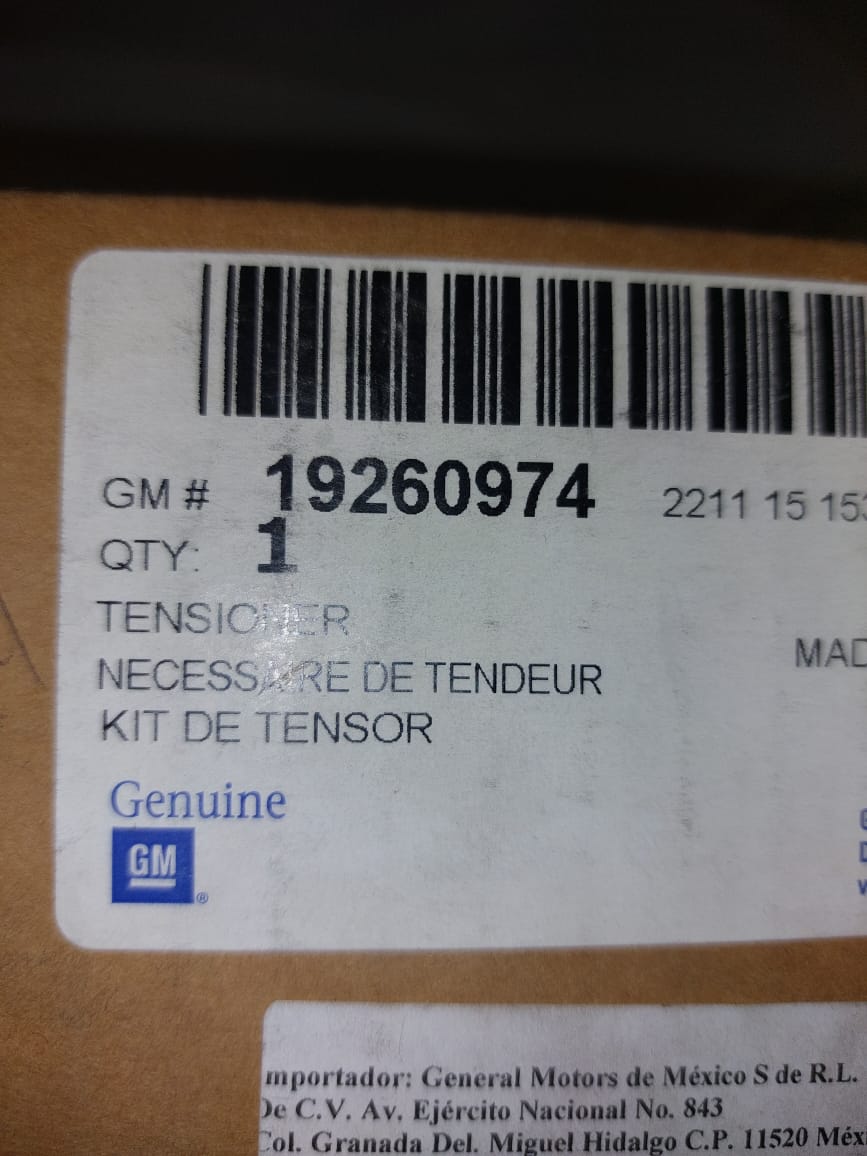 GM # 19260974 2211 15 153
QTY: 1
TENSIONER
NECESSAIRE DE TENDEUR
MAD
KIT DE TENSOR
Genuine
GM
®
mportador: General Motors de México S de R.L.
De C.V. Av. Ejército Nacional No. 843
Col. Granada Del. Miguel Hidalgo C.P. 11520 Méx